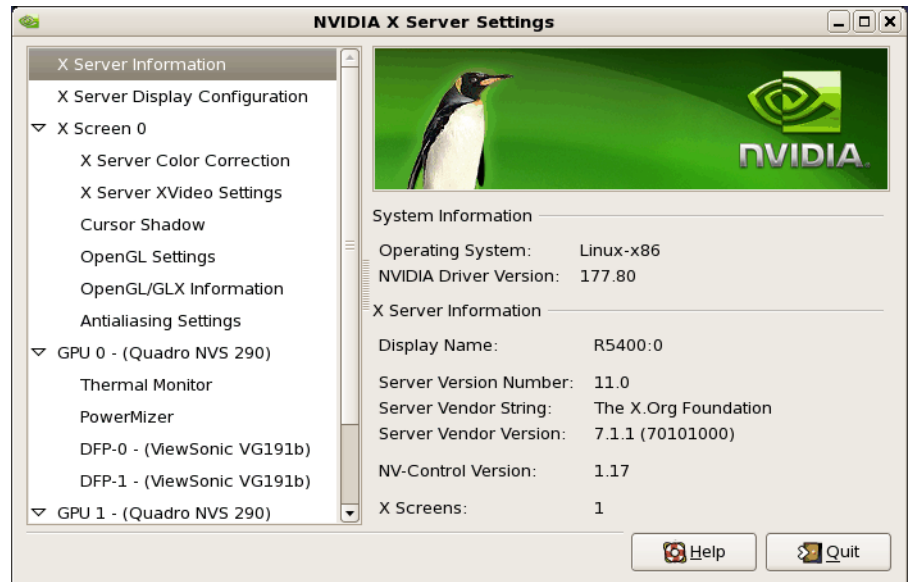 NVIDIA X Server Settings
X Server Information
X Server Display Configuration
X Screen 0
X Server Color Correction
X Server XVideo Settings
Cursor Shadow
OpenGL Settings
OpenGL/GLX Information
Antialiasing Settings
GPU 0 - (Quadro NVS 290)
Thermal Monitor
PowerMizer
DFP-0 - (ViewSonic VG191b)
DFP-1 - (ViewSonic VG191b)
GPU 1 - (Quadro NVS 290)
NVIDIA.
System Information
Operating System: Linux-x86
NVIDIA Driver Version: 177.80
X Server Information
Display Name: R5400:0
Server Version Number: 11.0
Server Vendor String: The X.Org Foundation
Server Vendor Version: 7.1.1 (70101000)
NV-Control Version: 1.17
X Screens: 1
Help
Quit